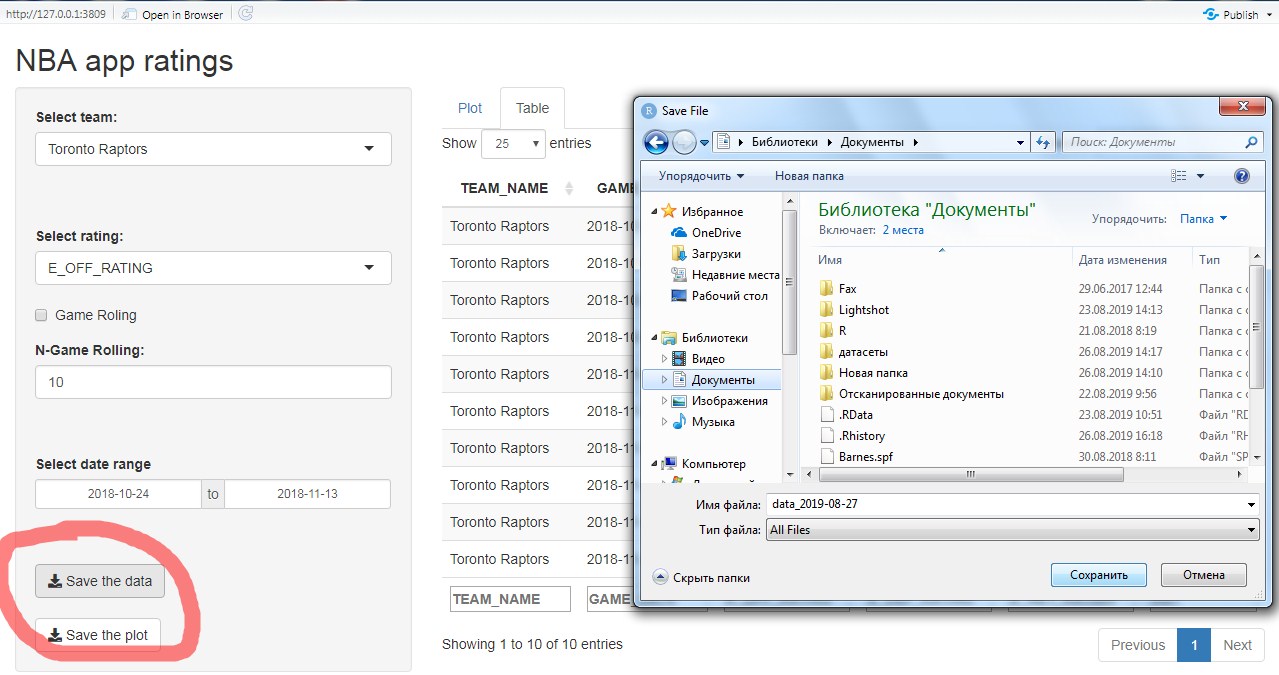 http://127.0.0.1:3809
Open in Browser
Publish
NBA app ratings
Select team:
Toronto Raptors
Select rating:
E_OFF_RATING
Game Roling
N-Game Rolling:
10
Select date range
2018-10-24 to 2018-11-13
Save the data
Save the plot
Plot Table
Show 25 entries
TEAM_NAME GAME
Toronto Raptors 2018-10
Toronto Raptors 2018-10
Toronto Raptors 2018-10
Toronto Raptors 2018-10
Toronto Raptors 2018-11
Toronto Raptors 2018-11
Toronto Raptors 2018-11
Toronto Raptors 2018-11
Toronto Raptors 2018-11
Toronto Raptors 2018-11
TEAM_NAME GAME
Showing 1 to 10 of 10 entries
Previous 1 Next
Save File
Библиотеки Документы
Поиск: Документы
Упорядочить Новая папка
Избранное
OneDrive
Загрузки
Недавние места
Рабочий стол
Библиотеки
Видео
Документы
Изображения
Музыка
Компьютер
Библиотека "Документы"
Включает: 2 места
Упорядочить: Папка
Имя Дата изменения Тип
Fax 29.06.2017 12:44 Папка с
Lightshot 23.08.2019 14:13 Папка с
R 21.08.2018 8:19 Папка с
датасеты 26.08.2019 14:17 Папка с
Новая папка 26.08.2019 14:10 Папка с
Отсканированные документы 22.08.2019 9:56 Папка с
.RData 23.08.2019 10:51 Файл "RD
.Rhistory 26.08.2019 16:18 Файл "RH
Barnes.spf 30.08.2018 8:11 Файл "SP
Имя файла: data_2019-08-27
Тип файла: All Files
Скрыть папки
Сохранить Отмена